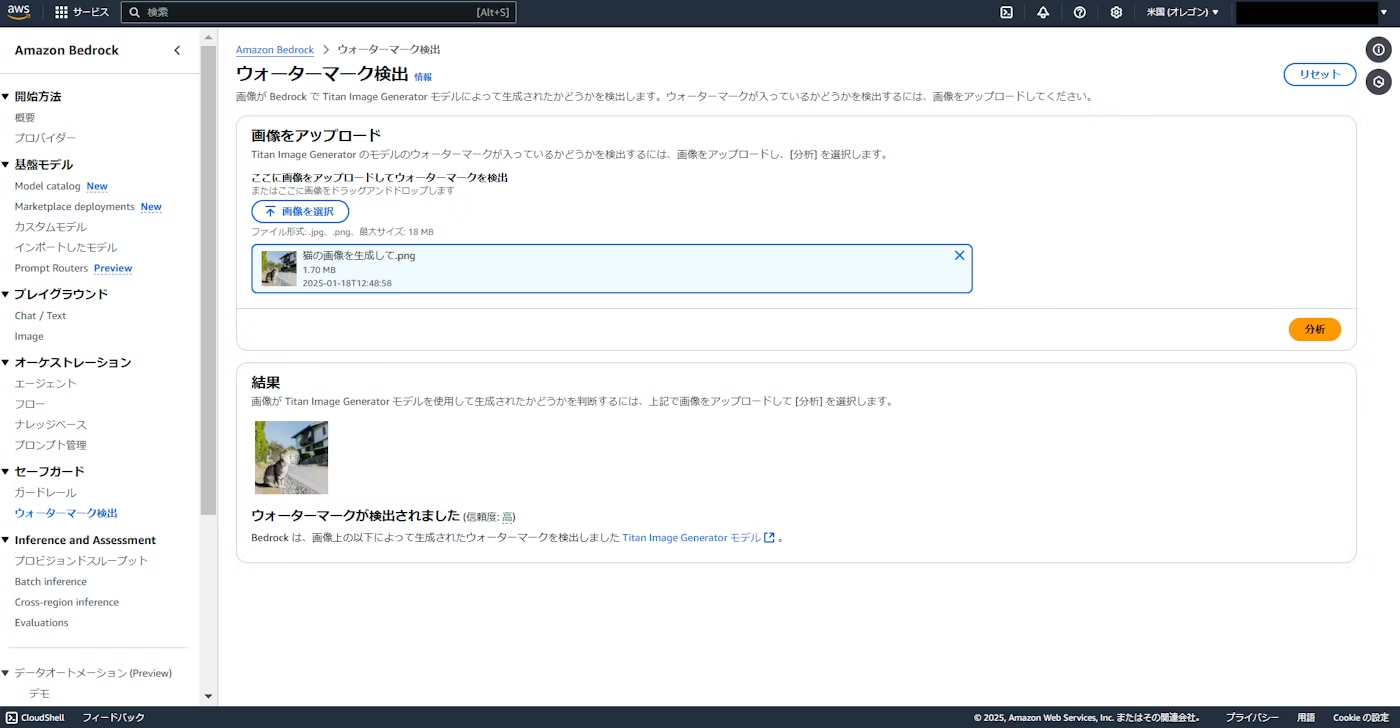 aws
サービス
検索
[Alt+S]
米国 (オレゴン)
Amazon Bedrock
開始方法
概要
プロバイダー
基盤モデル
Model catalog New
Marketplace deployments New
カスタムモデル
インポートしたモデル
Prompt Routers Preview
プレイグラウンド
Chat / Text
Image
オーケストレーション
エージェント
フロー
ナレッジベース
プロンプト管理
セーフガード
ガードレール
ウォーターマーク検出
Inference and Assessment
プロビジョンドスループット
Batch inference
Cross-region inference
Evaluations
データオートメーション (Preview)
デモ
Amazon Bedrock > ウォーターマーク検出
ウォーターマーク検出 情報
リセット
画像が Bedrock で Titan Image Generator モデルによって生成されたかどうかを検出します。ウォーターマークが入っているかどうかを検出するには、画像をアップロードしてください。
画像をアップロード
Titan Image Generator のモデルのウォーターマークが入っているかどうかを検出するには、画像をアップロードし、[分析] を選択します。
ここに画像をアップロードしてウォーターマークを検出
またはここに画像をドラッグアンドドロップします
画像を選択
ファイル形式: .jpg、.png、最大サイズ: 18 MB
猫の画像を生成して.png
1.70 MB
2025-01-18T12:48:58
分析
結果
画像が Titan Image Generator モデルを使用して生成されたかどうかを判断するには、上記で画像をアップロードして [分析] を選択します。
ウォーターマークが検出されました (信頼度: 高)
Bedrock は、画像上の以下によって生成されたウォーターマークを検出しました Titan Image Generator モデル 。
CloudShell
フィードバック
© 2025, Amazon Web Services, Inc. またはその関連会社。
プライバシー
用語
Cookie の設定